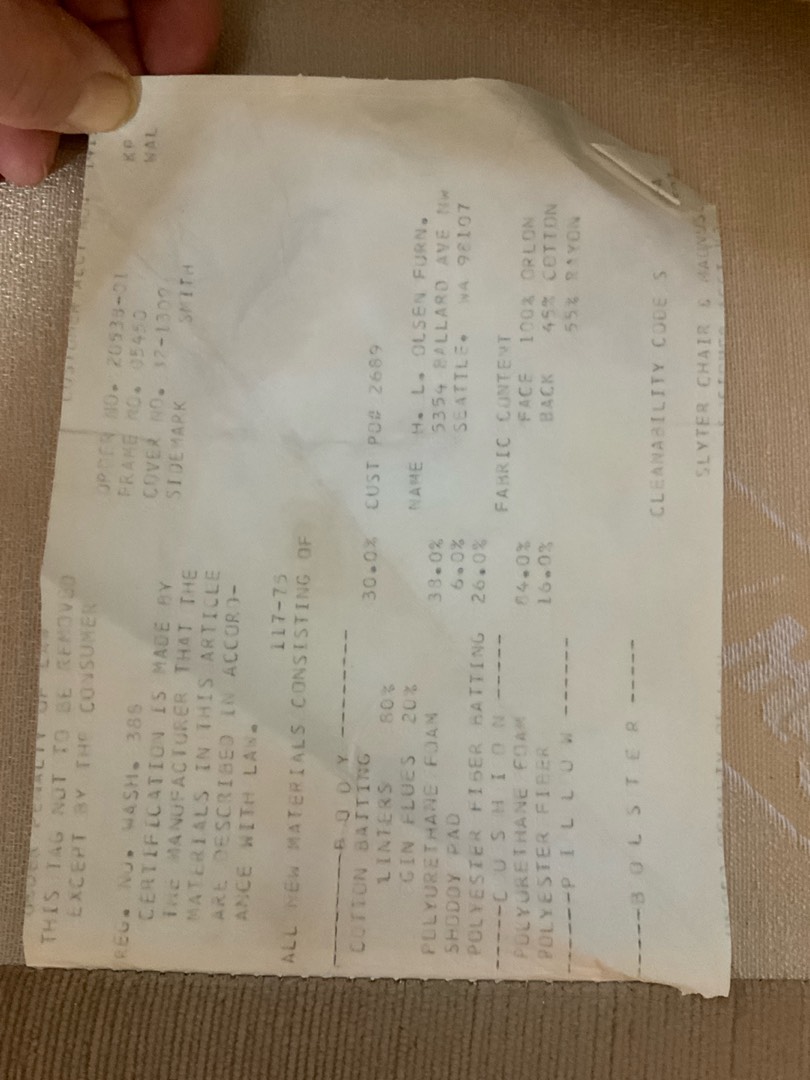 THIS TAG NOT TO BE REMOVED
EXCEPT BY THE CONSUMER
REG. NO. WASH. 388
CERTIFICATION IS MADE BY
THE MANUFACTURER THAT THE
MATERIALS IN THIS ARTICLE
ARE DESCRIBED IN ACCORD-
ANCE WITH LAW.
117-75
ALL NEW MATERIALS CONSISTING OF
------B O D Y --------
COTTON BATTING 30.0%
LINTERS 80%
GIN FLUES 20%
POLYURETHANE FOAM 38.0%
SHODDY PAD 6.0%
POLYESTER FIBER BATTING 26.0%
-----C U S H I O N -----
POLYURETHANE FOAM 84.0%
POLYESTER FIBER 16.0%
------P I L L O W ------
-----B O L S T E R -----
ORDER NO. 20938-01
FRAME NO. 05450 KP
COVER NO. WAL
SIDEMARK SMITH
CUST PO# 2689
NAME H. L. OLSEN FURN.
5354 BALLARD AVE NW
SEATTLE. WA 98107
FABRIC CONTENT
FACE 100% ORLON
BACK 45% COTTON
55% RAYON
CLEANABILITY CODE S
SLYTER CHAIR &